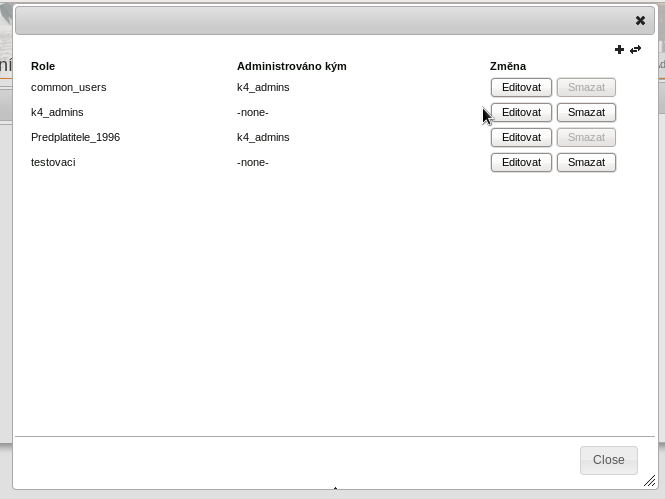 ní
Role Administrováno kým Změna
common_users k4_admins Editovat Smazat
k4_admins -none- Editovat Smazat
Predplatitele_1996 k4_admins Editovat Smazat
testovaci -none- Editovat Smazat
Close